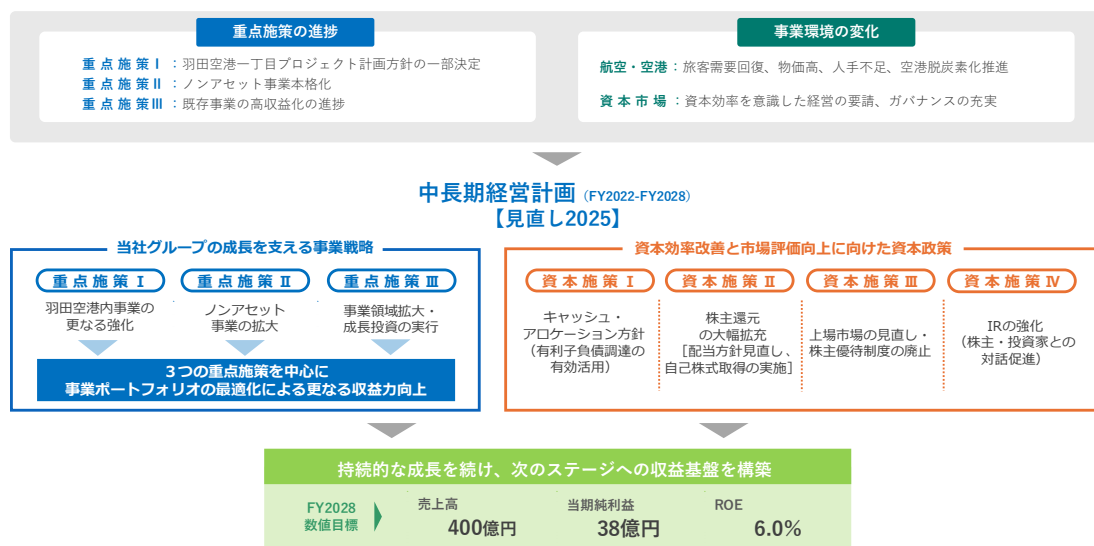 重点施策の進捗
重点施策Ⅰ：羽田空港一丁目プロジェクト計画方針の一部決定
重点施策Ⅱ：ノンアセット事業本格化
重点施策Ⅲ：既存事業の高収益化の進捗
事業環境の変化
航空・空港：旅客需要回復、物価高、人手不足、空港脱炭素化推進
資本市場：資本効率を意識した経営の要請、ガバナンスの充実
中長期経営計画（FY2022-FY2028）
【見直し2025】
当社グループの成長を支える事業戦略
重点施策Ⅰ
羽田空港内事業の
更なる強化
重点施策Ⅱ
ノンアセット
事業の拡大
重点施策Ⅲ
事業領域拡大・
成長投資の実行
３つの重点施策を中心に
事業ポートフォリオの最適化による更なる収益力向上
資本効率改善と市場評価向上に向けた資本政策
資本施策Ⅰ
キャッシュ・
アロケーション方針
（有利子負債調達の
有効活用）
資本施策Ⅱ
株主還元
の大幅拡充
［配当方針見直し、
自己株式取得の実施］
資本施策Ⅲ
上場市場の見直し・
株主優待制度の廃止
資本施策Ⅳ
IRの強化
（株主・投資家との
対話促進）
持続的な成長を続け、次のステージへの収益基盤を構築
FY2028
数値目標
売上高
400億円
当期純利益
38億円
ROE
6.0%